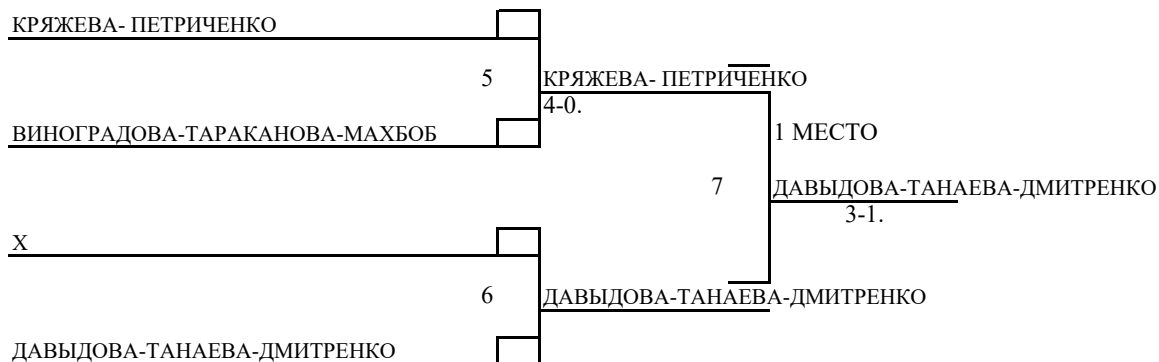 КРЯЖЕВА- ПЕТРИЧЕНКО
5
КРЯЖЕВА- ПЕТРИЧЕНКО
4-0.
ВИНОГРАДОВА-ТАРАКАНОВА-МАХБОБ
1 МЕСТО
7
ДАВЫДОВА-ТАНАЕВА-ДМИТРЕНКО
3-1.
Х
6
ДАВЫДОВА-ТАНАЕВА-ДМИТРЕНКО
ДАВЫДОВА-ТАНАЕВА-ДМИТРЕНКО